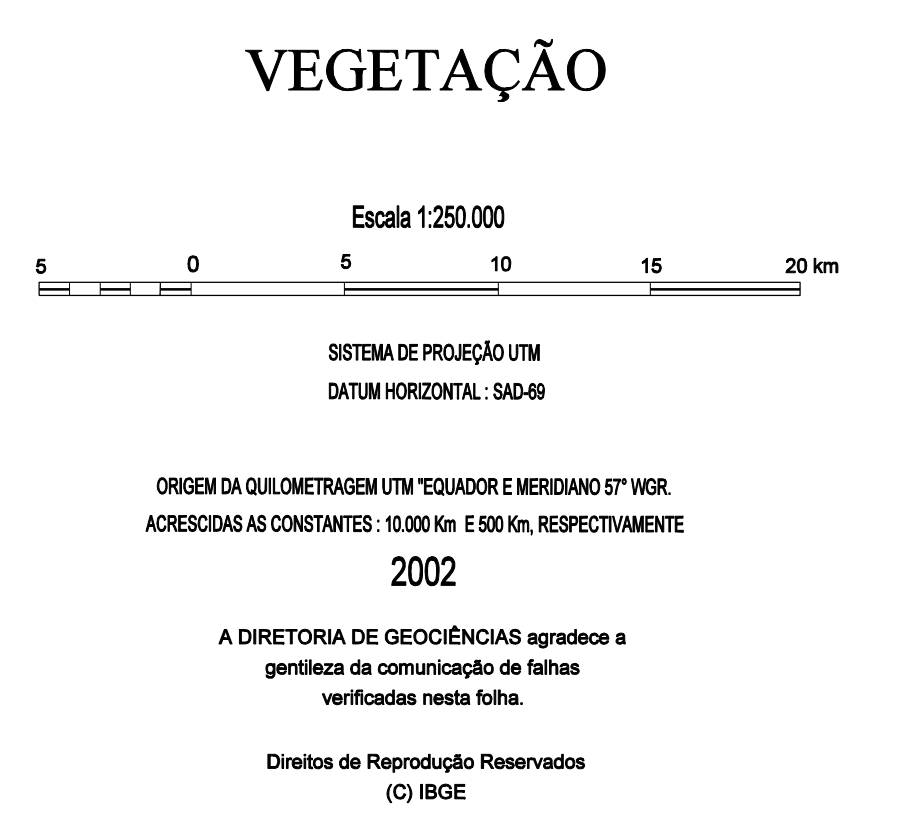 VEGETAÇÃO
Escala 1:250.000
5 0 5 10 15 20 km
SISTEMA DE PROJEÇÃO UTM
DATUM HORIZONTAL : SAD-69
ORIGEM DA QUILOMETRAGEM UTM "EQUADOR E MERIDIANO 57° WGR.
ACRESCIDAS AS CONSTANTES : 10.000 Km E 500 Km, RESPECTIVAMENTE
2002
A DIRETORIA DE GEOCIÊNCIAS agradece a
gentileza da comunicação de falhas
verificadas nesta folha.
Direitos de Reprodução Reservados
(C) IBGE